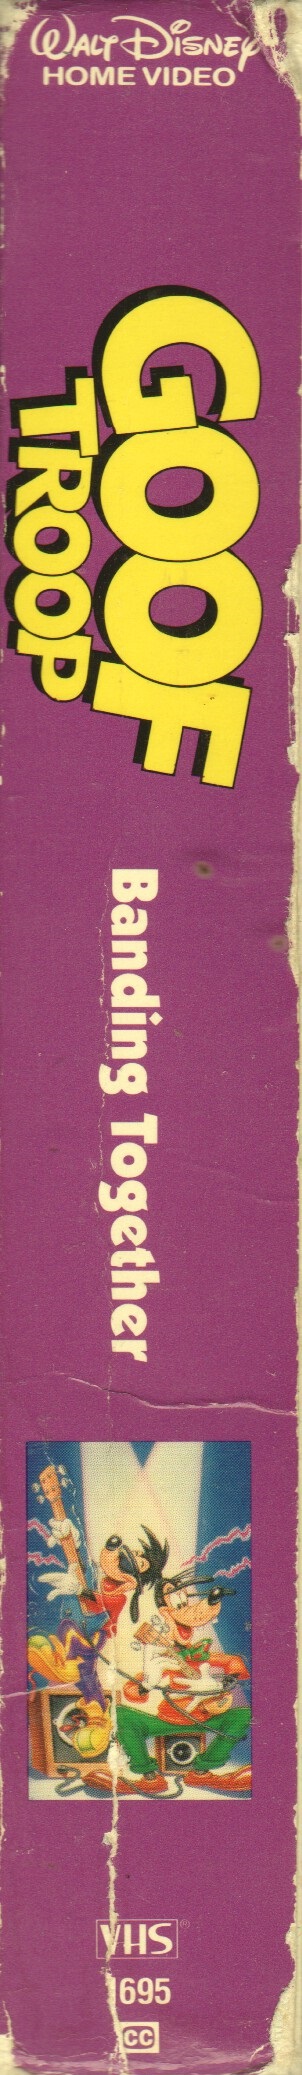 WALT DISNEY
HOME VIDEO
GOOF
TROOP
Banding Together
VHS®
1695
CC